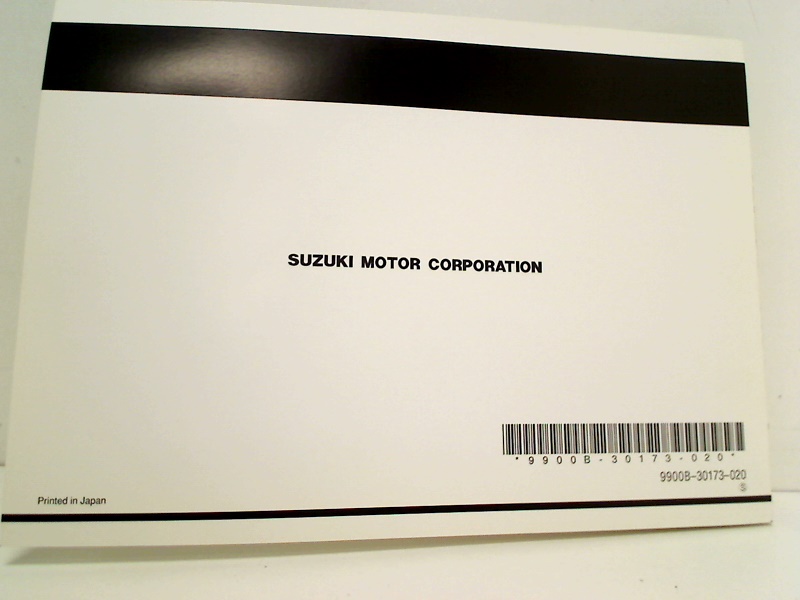 SUZUKI MOTOR CORPORATION
*9900B-30173-020*
9900B-30173-020
Ⓢ
Printed in Japan